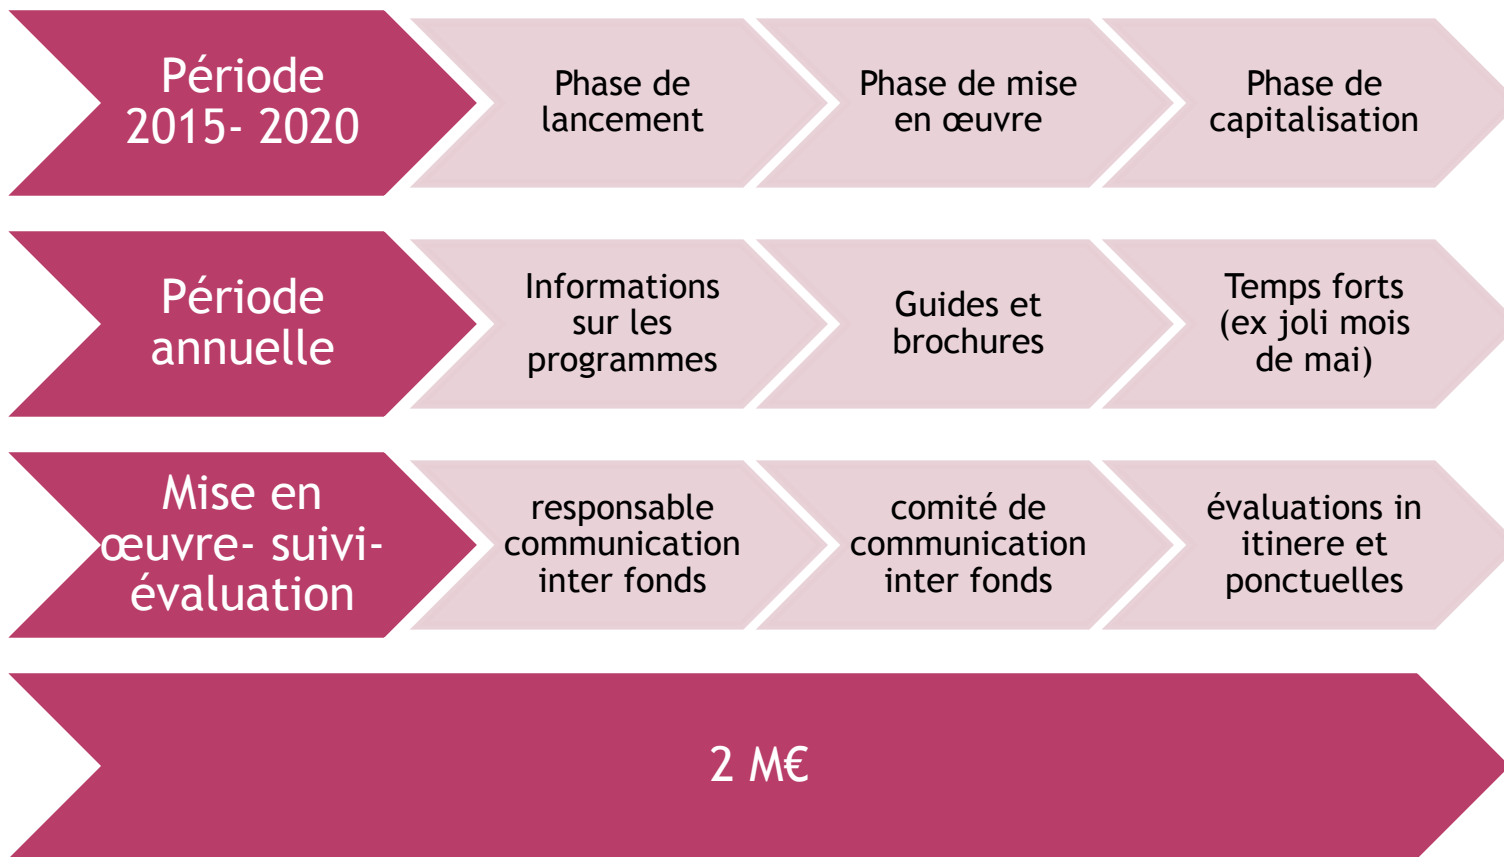 Période
2015- 2020
Phase de
lancement
Phase de mise
en œuvre
Phase de
capitalisation
Période
annuelle
Informations
sur les
programmes
Guides et
brochures
Temps forts
(ex joli mois
de mai)
Mise en
œuvre- suivi-
évaluation
responsable
communication
inter fonds
comité de
communication
inter fonds
évaluations in
itinere et
ponctuelles
2 M€